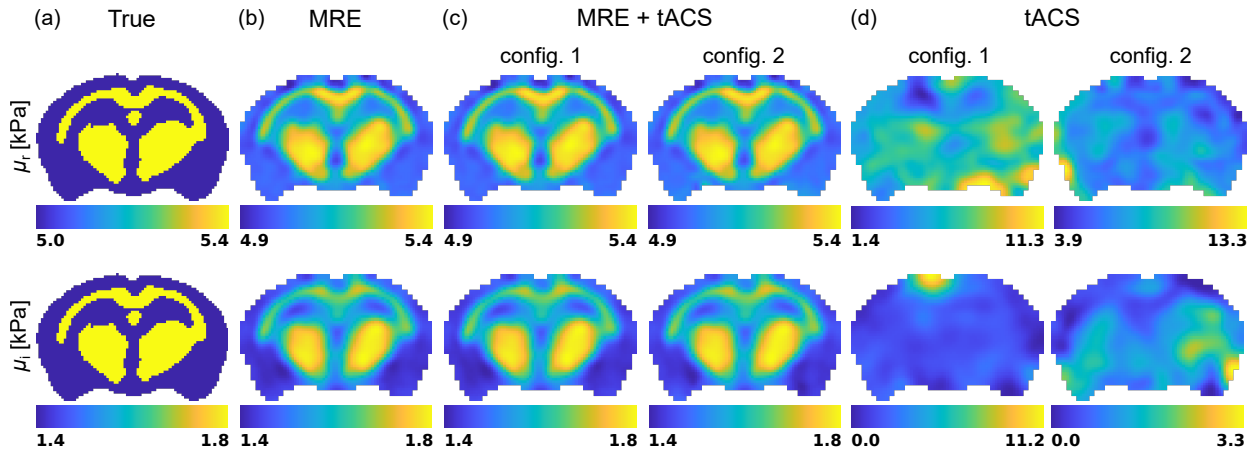 (a) True (b) MRE (c) MRE + tACS (d) tACS
config. 1 config. 2 config. 1 config. 2
μr [kPa]
5.0 5.4 4.9 5.4 4.9 5.4 4.9 5.4 1.4 11.3 3.9 13.3
μi [kPa]
1.4 1.8 1.4 1.8 1.4 1.8 1.4 1.8 0.0 11.2 0.0 3.3